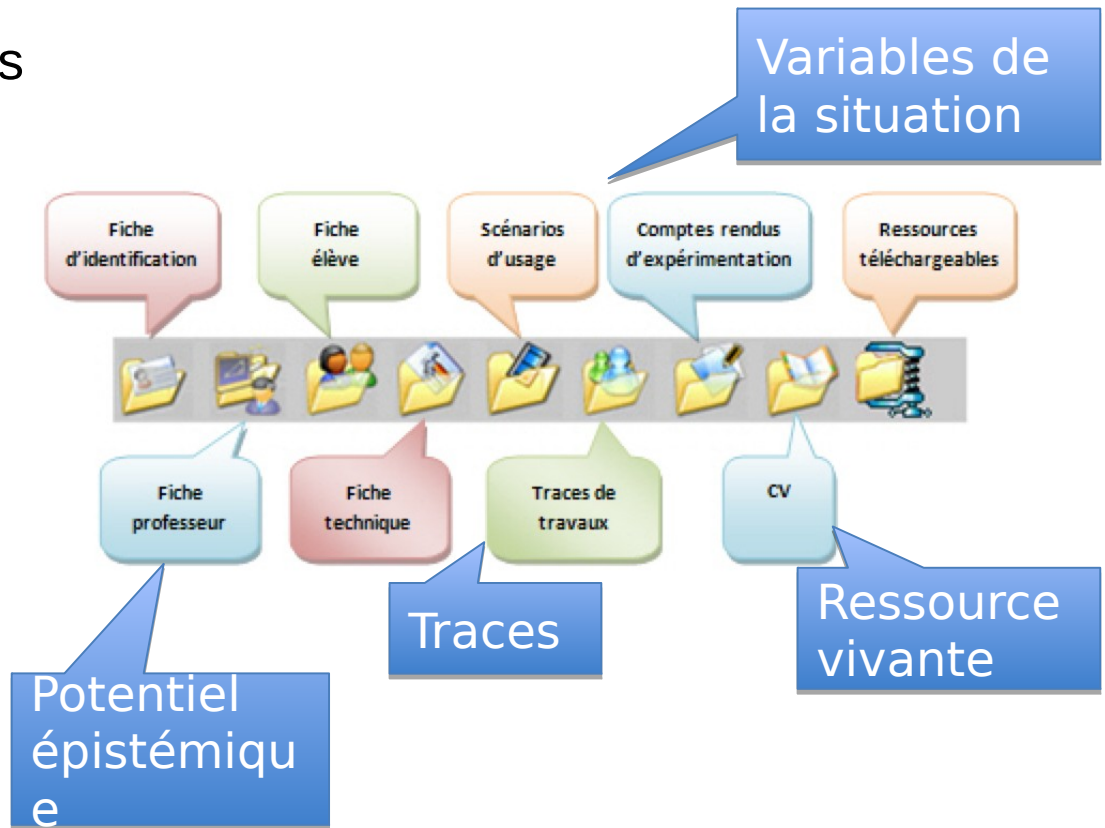 s
Variables de
la situation
Fiche
d'identification
Fiche
élève
Scénarios
d'usage
Comptes rendus
d'expérimentation
Ressources
téléchargeables
Fiche
professeur
Fiche
technique
Traces de
travaux
CV
Traces
Ressource
vivante
Potentiel
épistémiqu
e